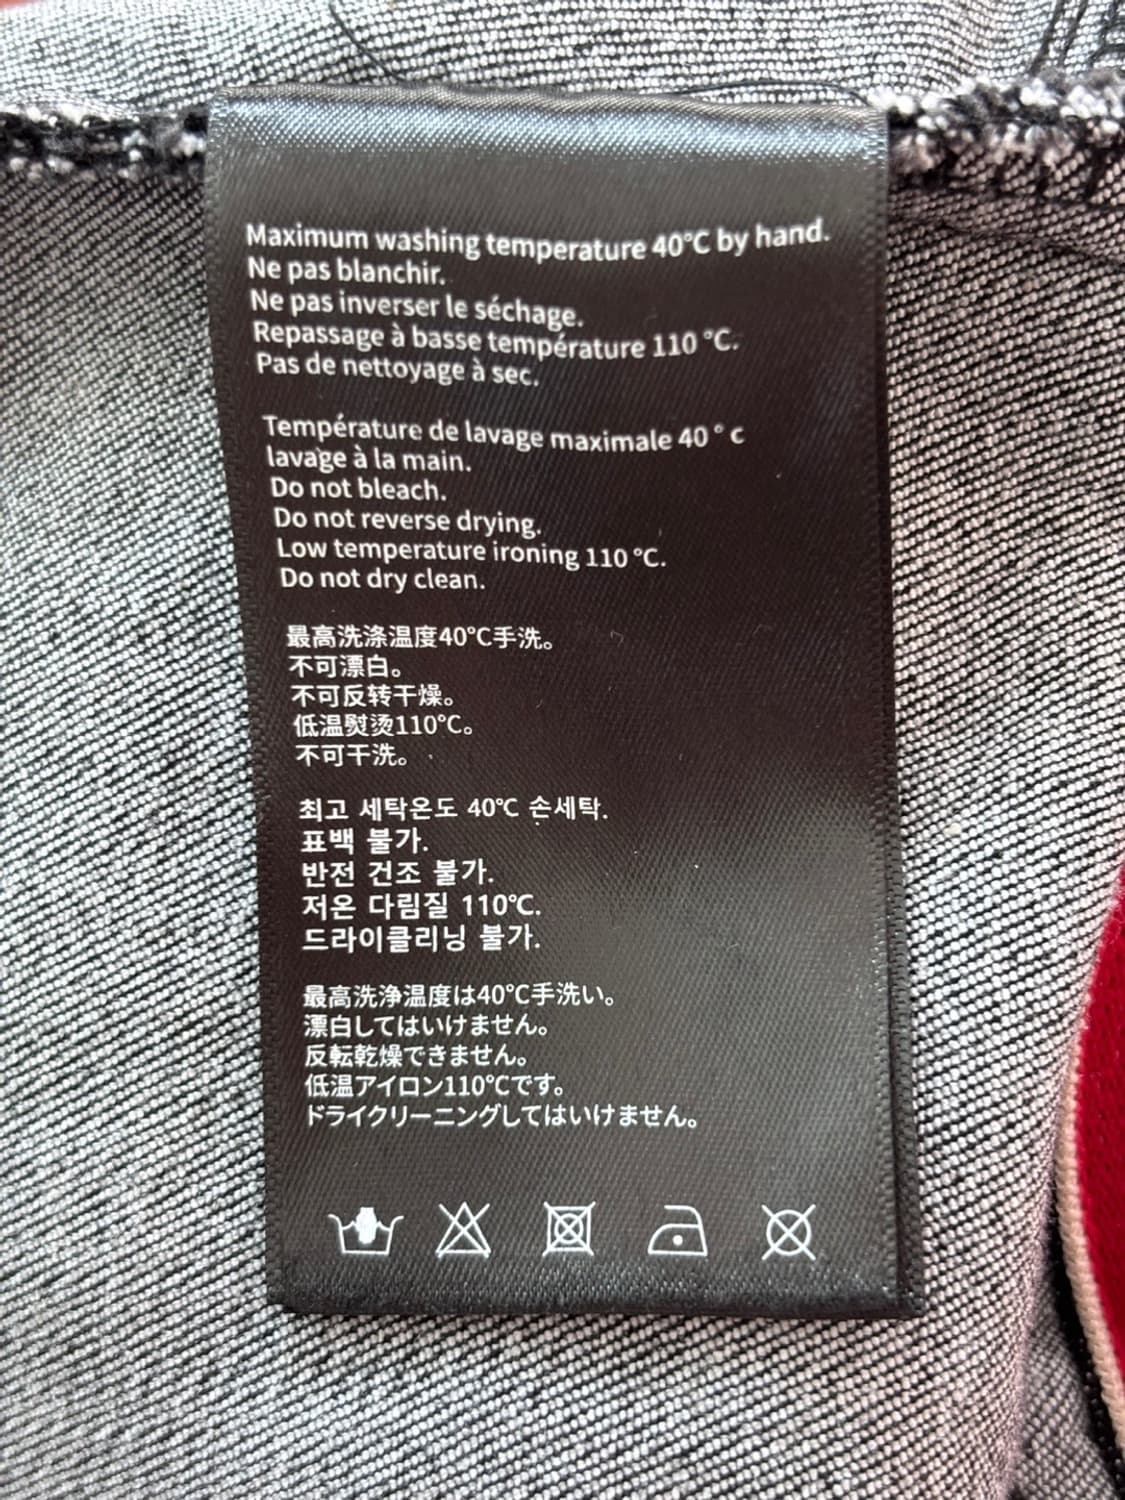 Maximum washing temperature 40°C by hand.
Ne pas blanchir.
Ne pas inverser le séchage.
Repassage à basse température 110 °C.
Pas de nettoyage à sec.
Température de lavage maximale 40 ° c
lavage à la main.
Do not bleach.
Do not reverse drying.
Low temperature ironing 110 °C.
Do not dry clean.
最高洗涤温度40°C手洗。
不可漂白。
不可反转干燥。
低温熨烫110°C。
不可干洗。
최고 세탁온도 40℃ 손세탁.
표백 불가.
반전 건조 불가.
저온 다림질 110℃.
드라이클리닝 불가.
最高洗浄温度は40°C手洗い。
漂白してはいけません。
反転乾燥できません。
低温アイロン110°Cです。
ドライクリーニングしてはいけません。